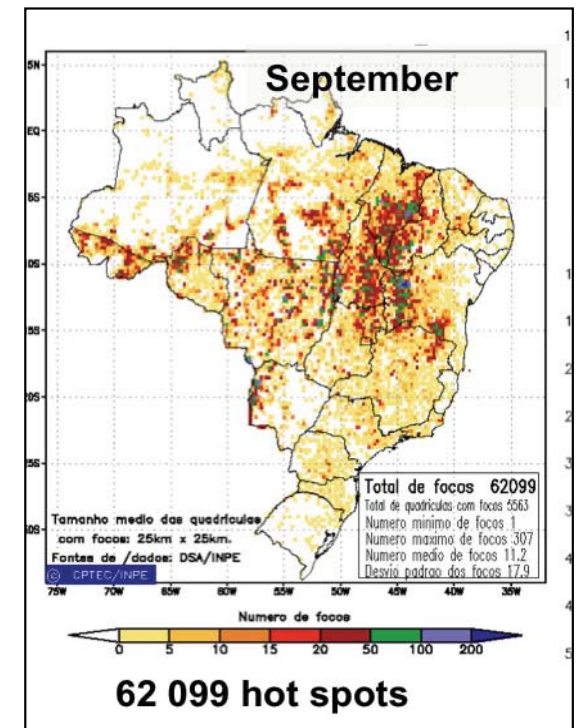 September
5N
EQ
5S
10S
15S
20S
25S
30S
Total de focos 62099
Total de quadriculas com focos 5563
Numero minimo de focos 1
Numero maximo de focos 307
Numero medio de focos 11.2
Desvio padrao dos focos 17.9
Tamanho medio das quadriculas
com focos: 25km x 25km.
Fontes de /dados: DSA/INPE
© CPTEC/INPE
75W 70W 65W 60W 55W 50W 45W 40W 35W
Numero de focos
0 5 10 15 20 50 100 200
62 099 hot spots